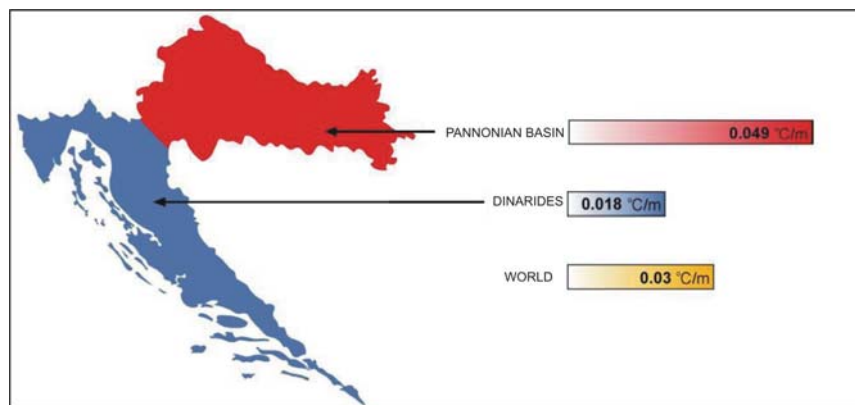 PANNONIAN BASIN 0.049 °C/m
DINARIDES 0.018 °C/m
WORLD 0.03 °C/m